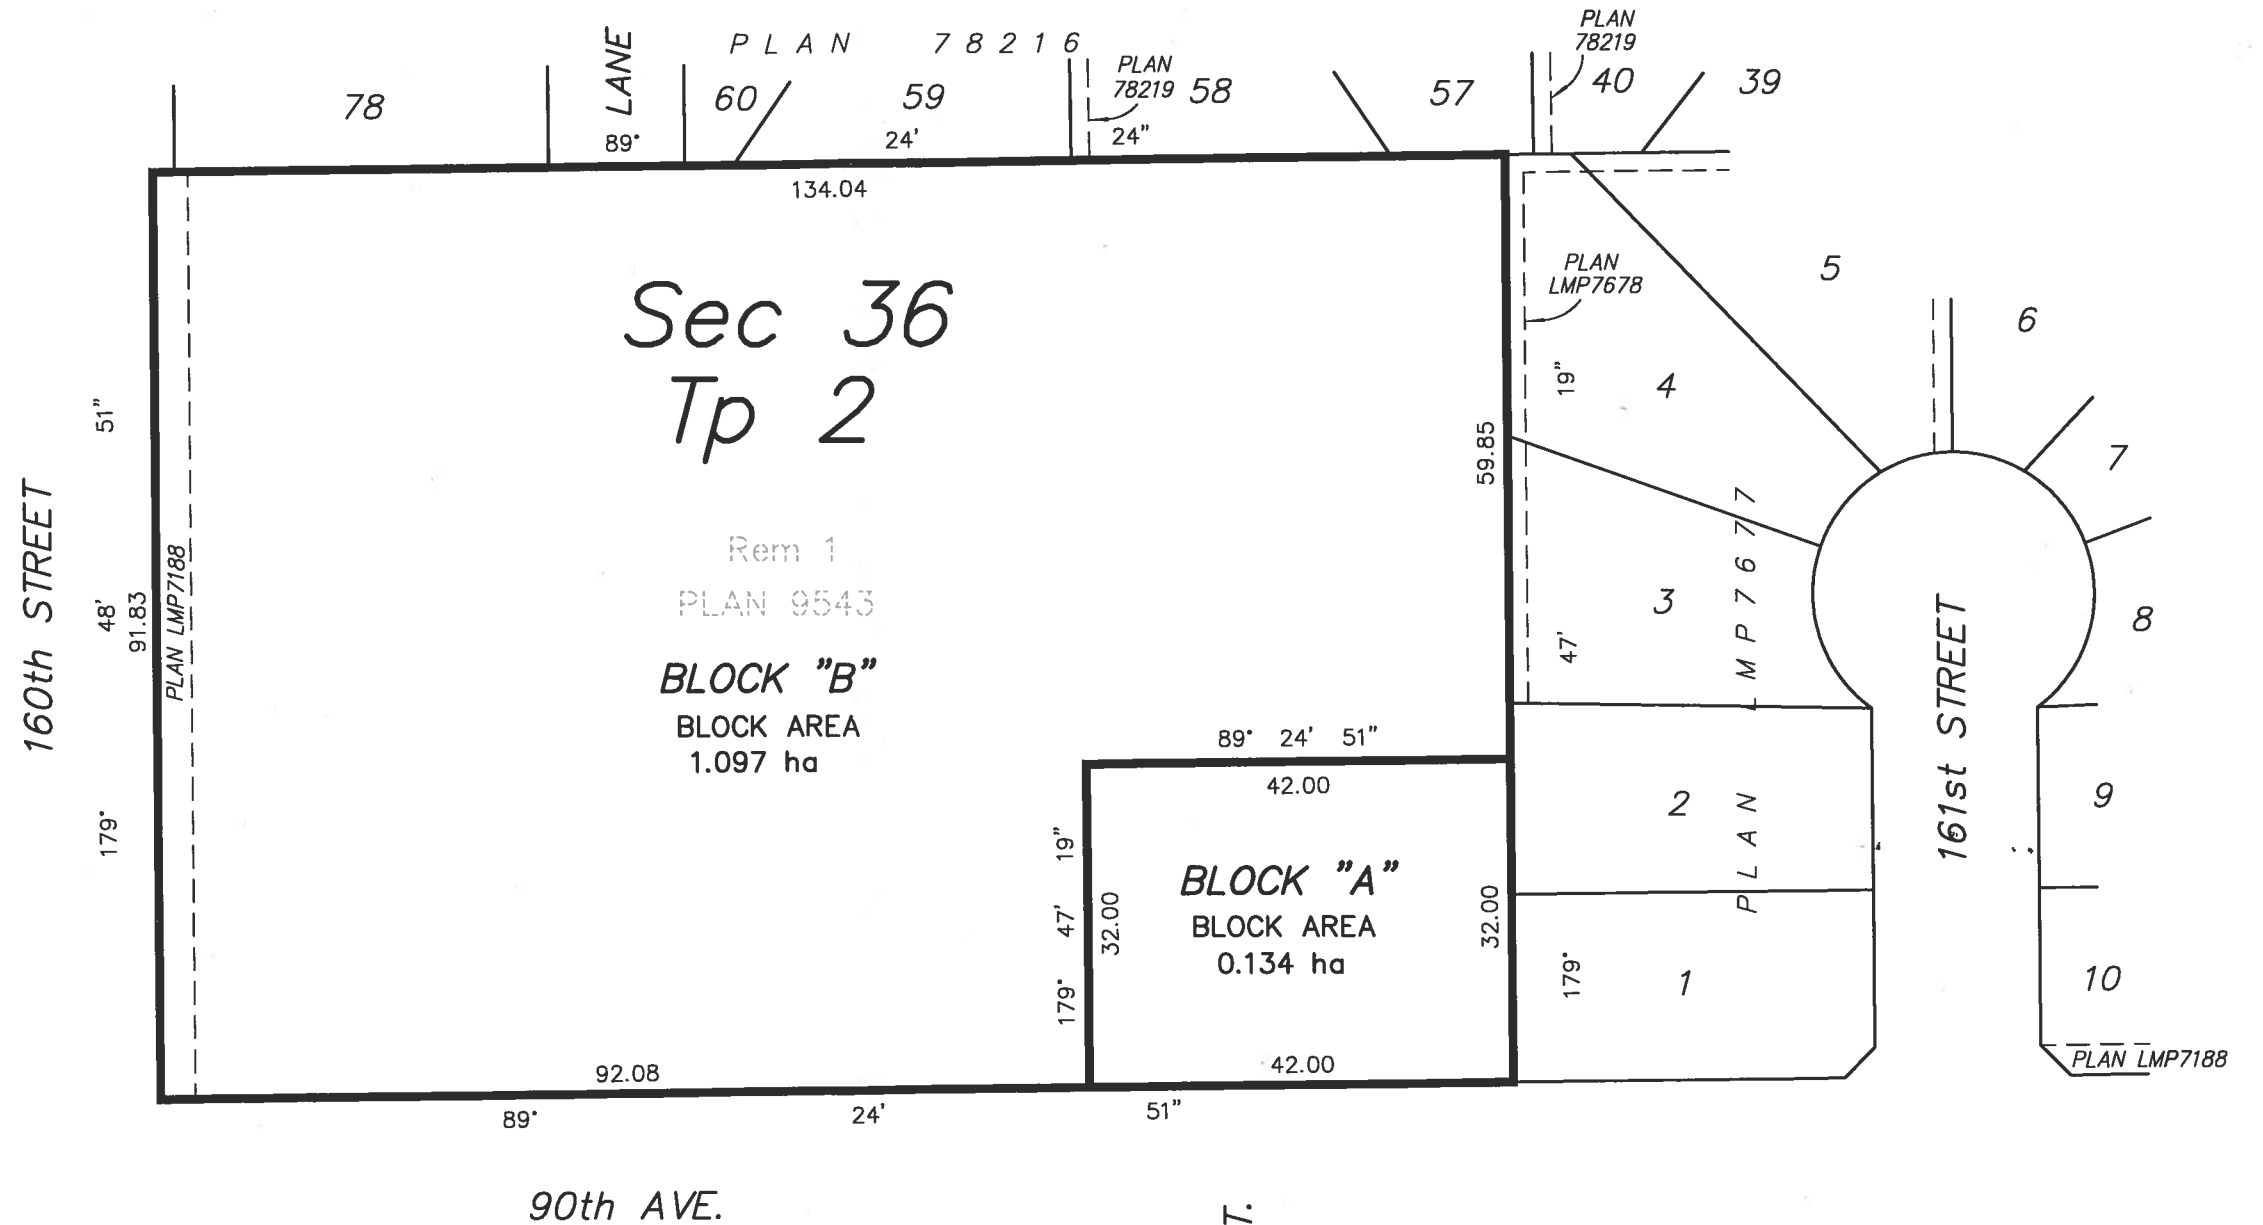 PLAN 78216
PLAN
78219
PLAN
78219
LANE
78
60
59
58
57
40
39
89°
24'
24"
134.04
Sec 36
Tp 2
Rem 1
PLAN 9543
BLOCK "B"
BLOCK AREA
1.097 ha
160th STREET
179° 48' 51"
91.83
PLAN LMP7188
PLAN
LMP7678
59.85
179° 47' 19"
89° 24' 51"
42.00
BLOCK "A"
BLOCK AREA
0.134 ha
179° 47' 19"
32.00
32.00
42.00
92.08
89° 24' 51"
5
6
4
7
3
8
2
9
1
10
PLAN LMP7677
161st STREET
PLAN LMP7188
90th AVE.
T.